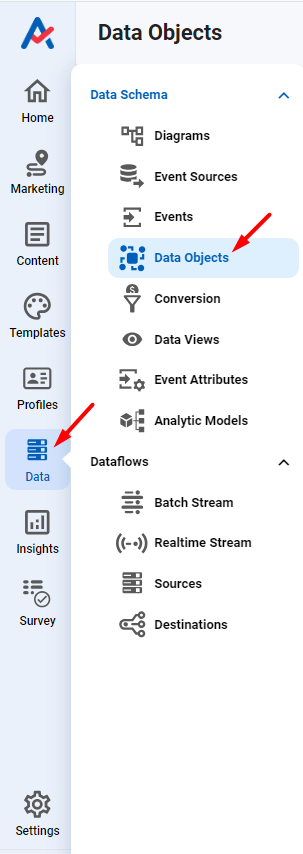 Data Objects
Home
Marketing
Content
Templates
Profiles
Data
Insights
Survey
Settings
Data Schema
Diagrams
Event Sources
Events
Data Objects
Conversion
Data Views
Event Attributes
Analytic Models
Dataflows
Batch Stream
Realtime Stream
Sources
Destinations